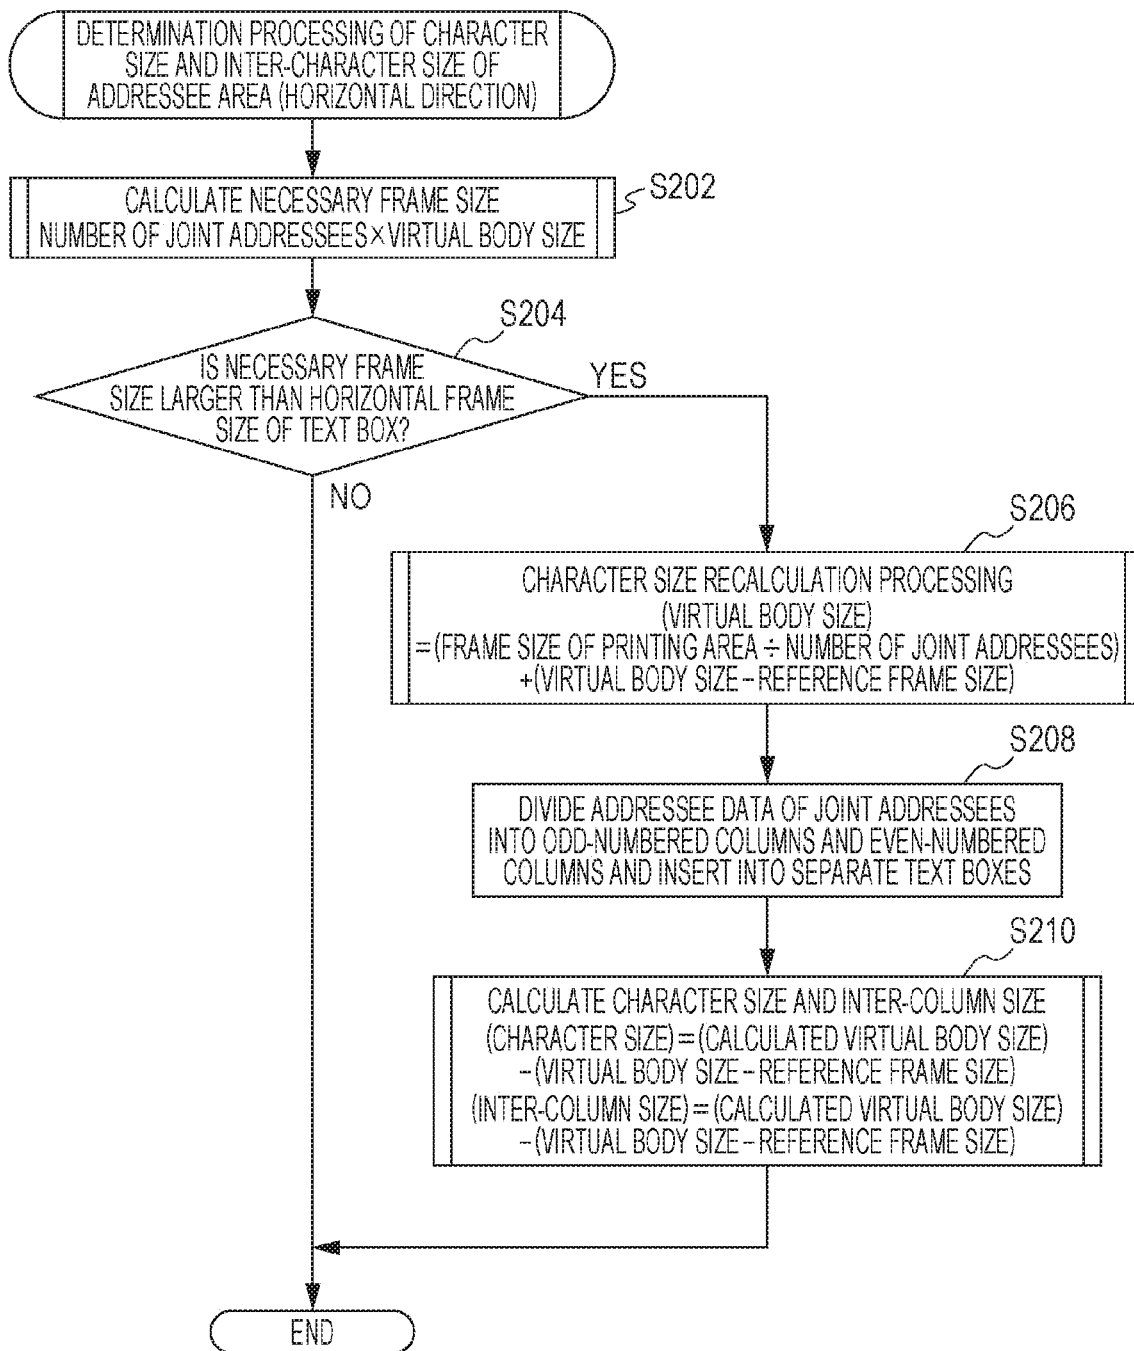 DETERMINATION PROCESSING OF CHARACTER
SIZE AND INTER-CHARACTER SIZE OF
ADDRESSEE AREA (HORIZONTAL DIRECTION)
CALCULATE NECESSARY FRAME SIZE
NUMBER OF JOINT ADDRESSEES×VIRTUAL BODY SIZE
S202
S204
IS NECESSARY FRAME
SIZE LARGER THAN HORIZONTAL FRAME
SIZE OF TEXT BOX?
YES
NO
S206
CHARACTER SIZE RECALCULATION PROCESSING
(VIRTUAL BODY SIZE)
=(FRAME SIZE OF PRINTING AREA÷NUMBER OF JOINT ADDRESSEES)
+(VIRTUAL BODY SIZE−REFERENCE FRAME SIZE)
S208
DIVIDE ADDRESSEE DATA OF JOINT ADDRESSEES
INTO ODD-NUMBERED COLUMNS AND EVEN-NUMBERED
COLUMNS AND INSERT INTO SEPARATE TEXT BOXES
S210
CALCULATE CHARACTER SIZE AND INTER-COLUMN SIZE
(CHARACTER SIZE)=(CALCULATED VIRTUAL BODY SIZE)
−(VIRTUAL BODY SIZE−REFERENCE FRAME SIZE)
(INTER-COLUMN SIZE)=(CALCULATED VIRTUAL BODY SIZE)
−(VIRTUAL BODY SIZE−REFERENCE FRAME SIZE)
END